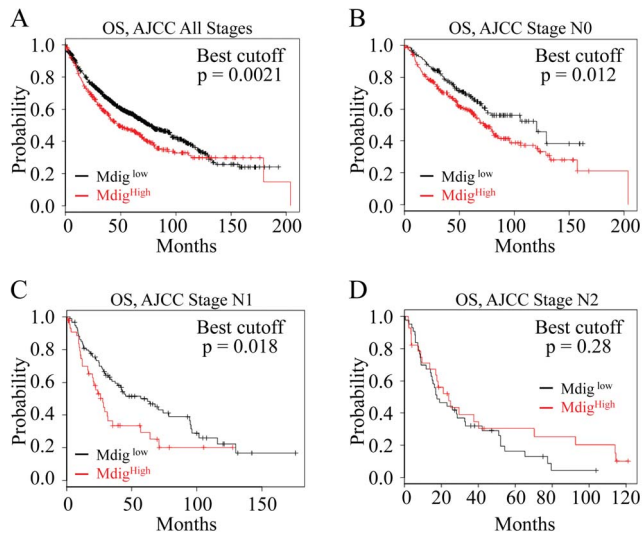 A
OS, AJCC All Stages
Best cutoff
p = 0.0021
Probability
1.0
0.8
0.6
0.4
0.2
0.0
Mdig low
Mdig High
0 50 100 150 200
Months
B
OS, AJCC Stage N0
Best cutoff
p = 0.012
Probability
1.0
0.8
0.6
0.4
0.2
0.0
Mdig low
Mdig High
0 50 100 150 200
Months
C
OS, AJCC Stage N1
Best cutoff
p = 0.018
Probability
1.0
0.8
0.6
0.4
0.2
0.0
Mdig low
Mdig High
0 50 100 150
Months
D
OS, AJCC Stage N2
Best cutoff
p = 0.28
Probability
1.0
0.8
0.6
0.4
0.2
0.0
Mdig low
Mdig High
0 20 40 60 80 100 120
Months